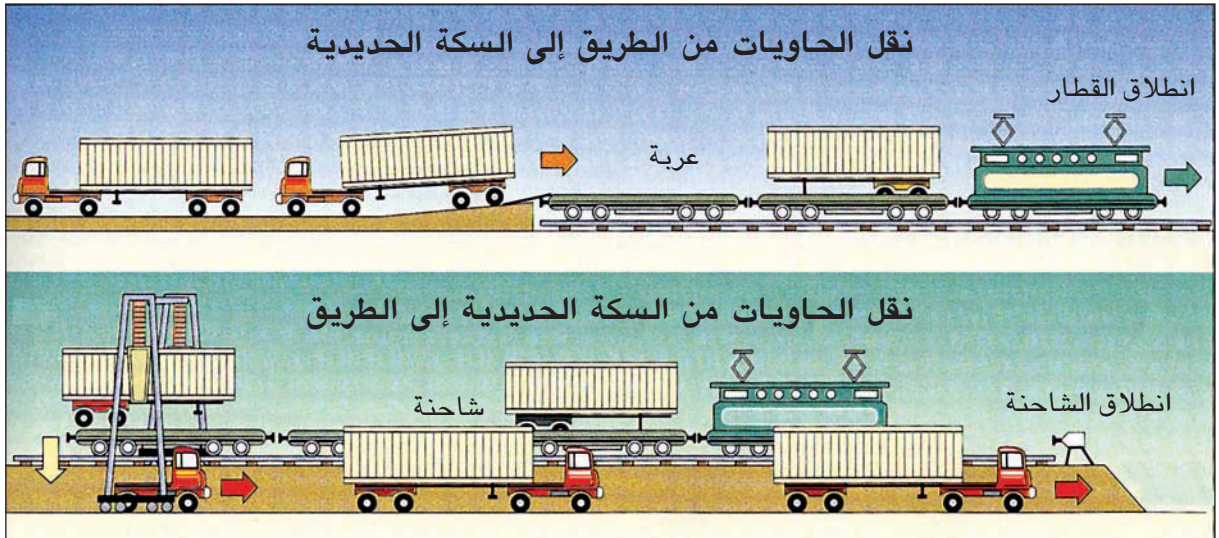 نقل الحاويات من الطريق إلى السكة الحديدية
انطلاق القطار
عربة
نقل الحاويات من السكة الحديدية إلى الطريق
انطلاق الشاحنة
شاحنة